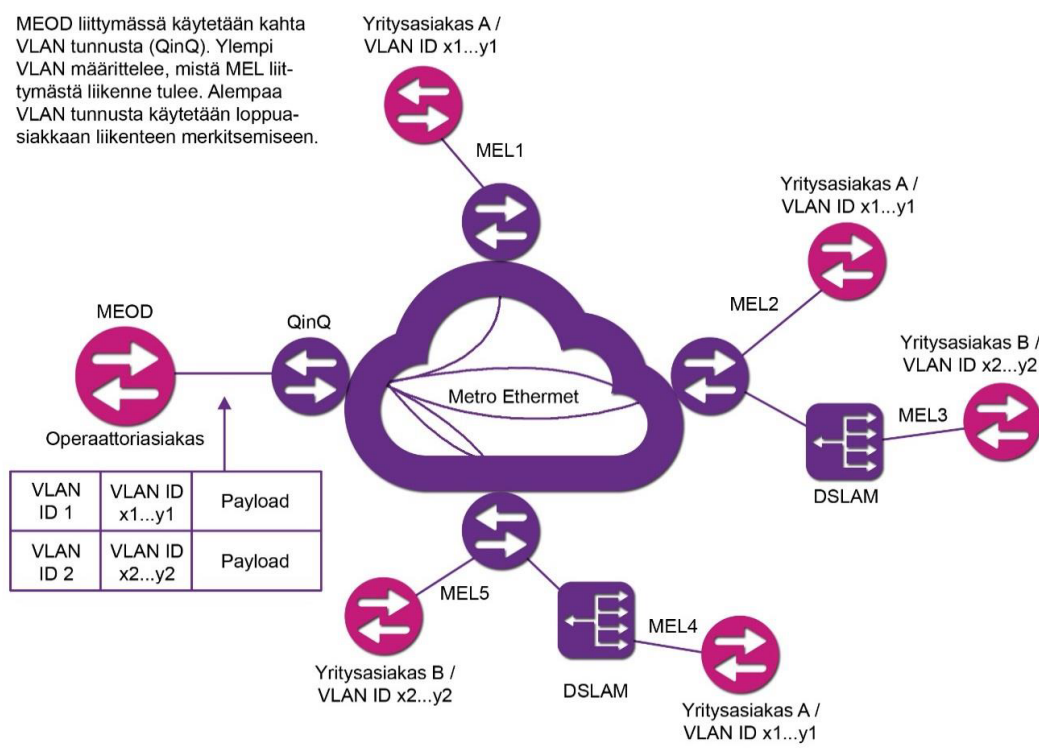 MEOD liittymässä käytetään kahta
VLAN tunnusta (QinQ). Ylempi
VLAN määrittelee, mistä MEL liit-
tymästä liikenne tulee. Alempaa
VLAN tunnusta käytetään loppua-
siakkaan liikenteen merkitsemiseen.
Yritysasiakas A /
VLAN ID x1...y1
MEL1
Yritysasiakas A /
VLAN ID x1...y1
MEL2
MEOD
QinQ
Yritysasiakas B /
VLAN ID x2...y2
Metro Ethermet
MEL3
Operaattoriasiakas
DSLAM
VLAN ID 1
VLAN ID x1...y1
Payload
VLAN ID 2
VLAN ID x2...y2
Payload
MEL5
MEL4
Yritysasiakas B /
VLAN ID x2...y2
DSLAM
Yritysasiakas A /
VLAN ID x1...y1